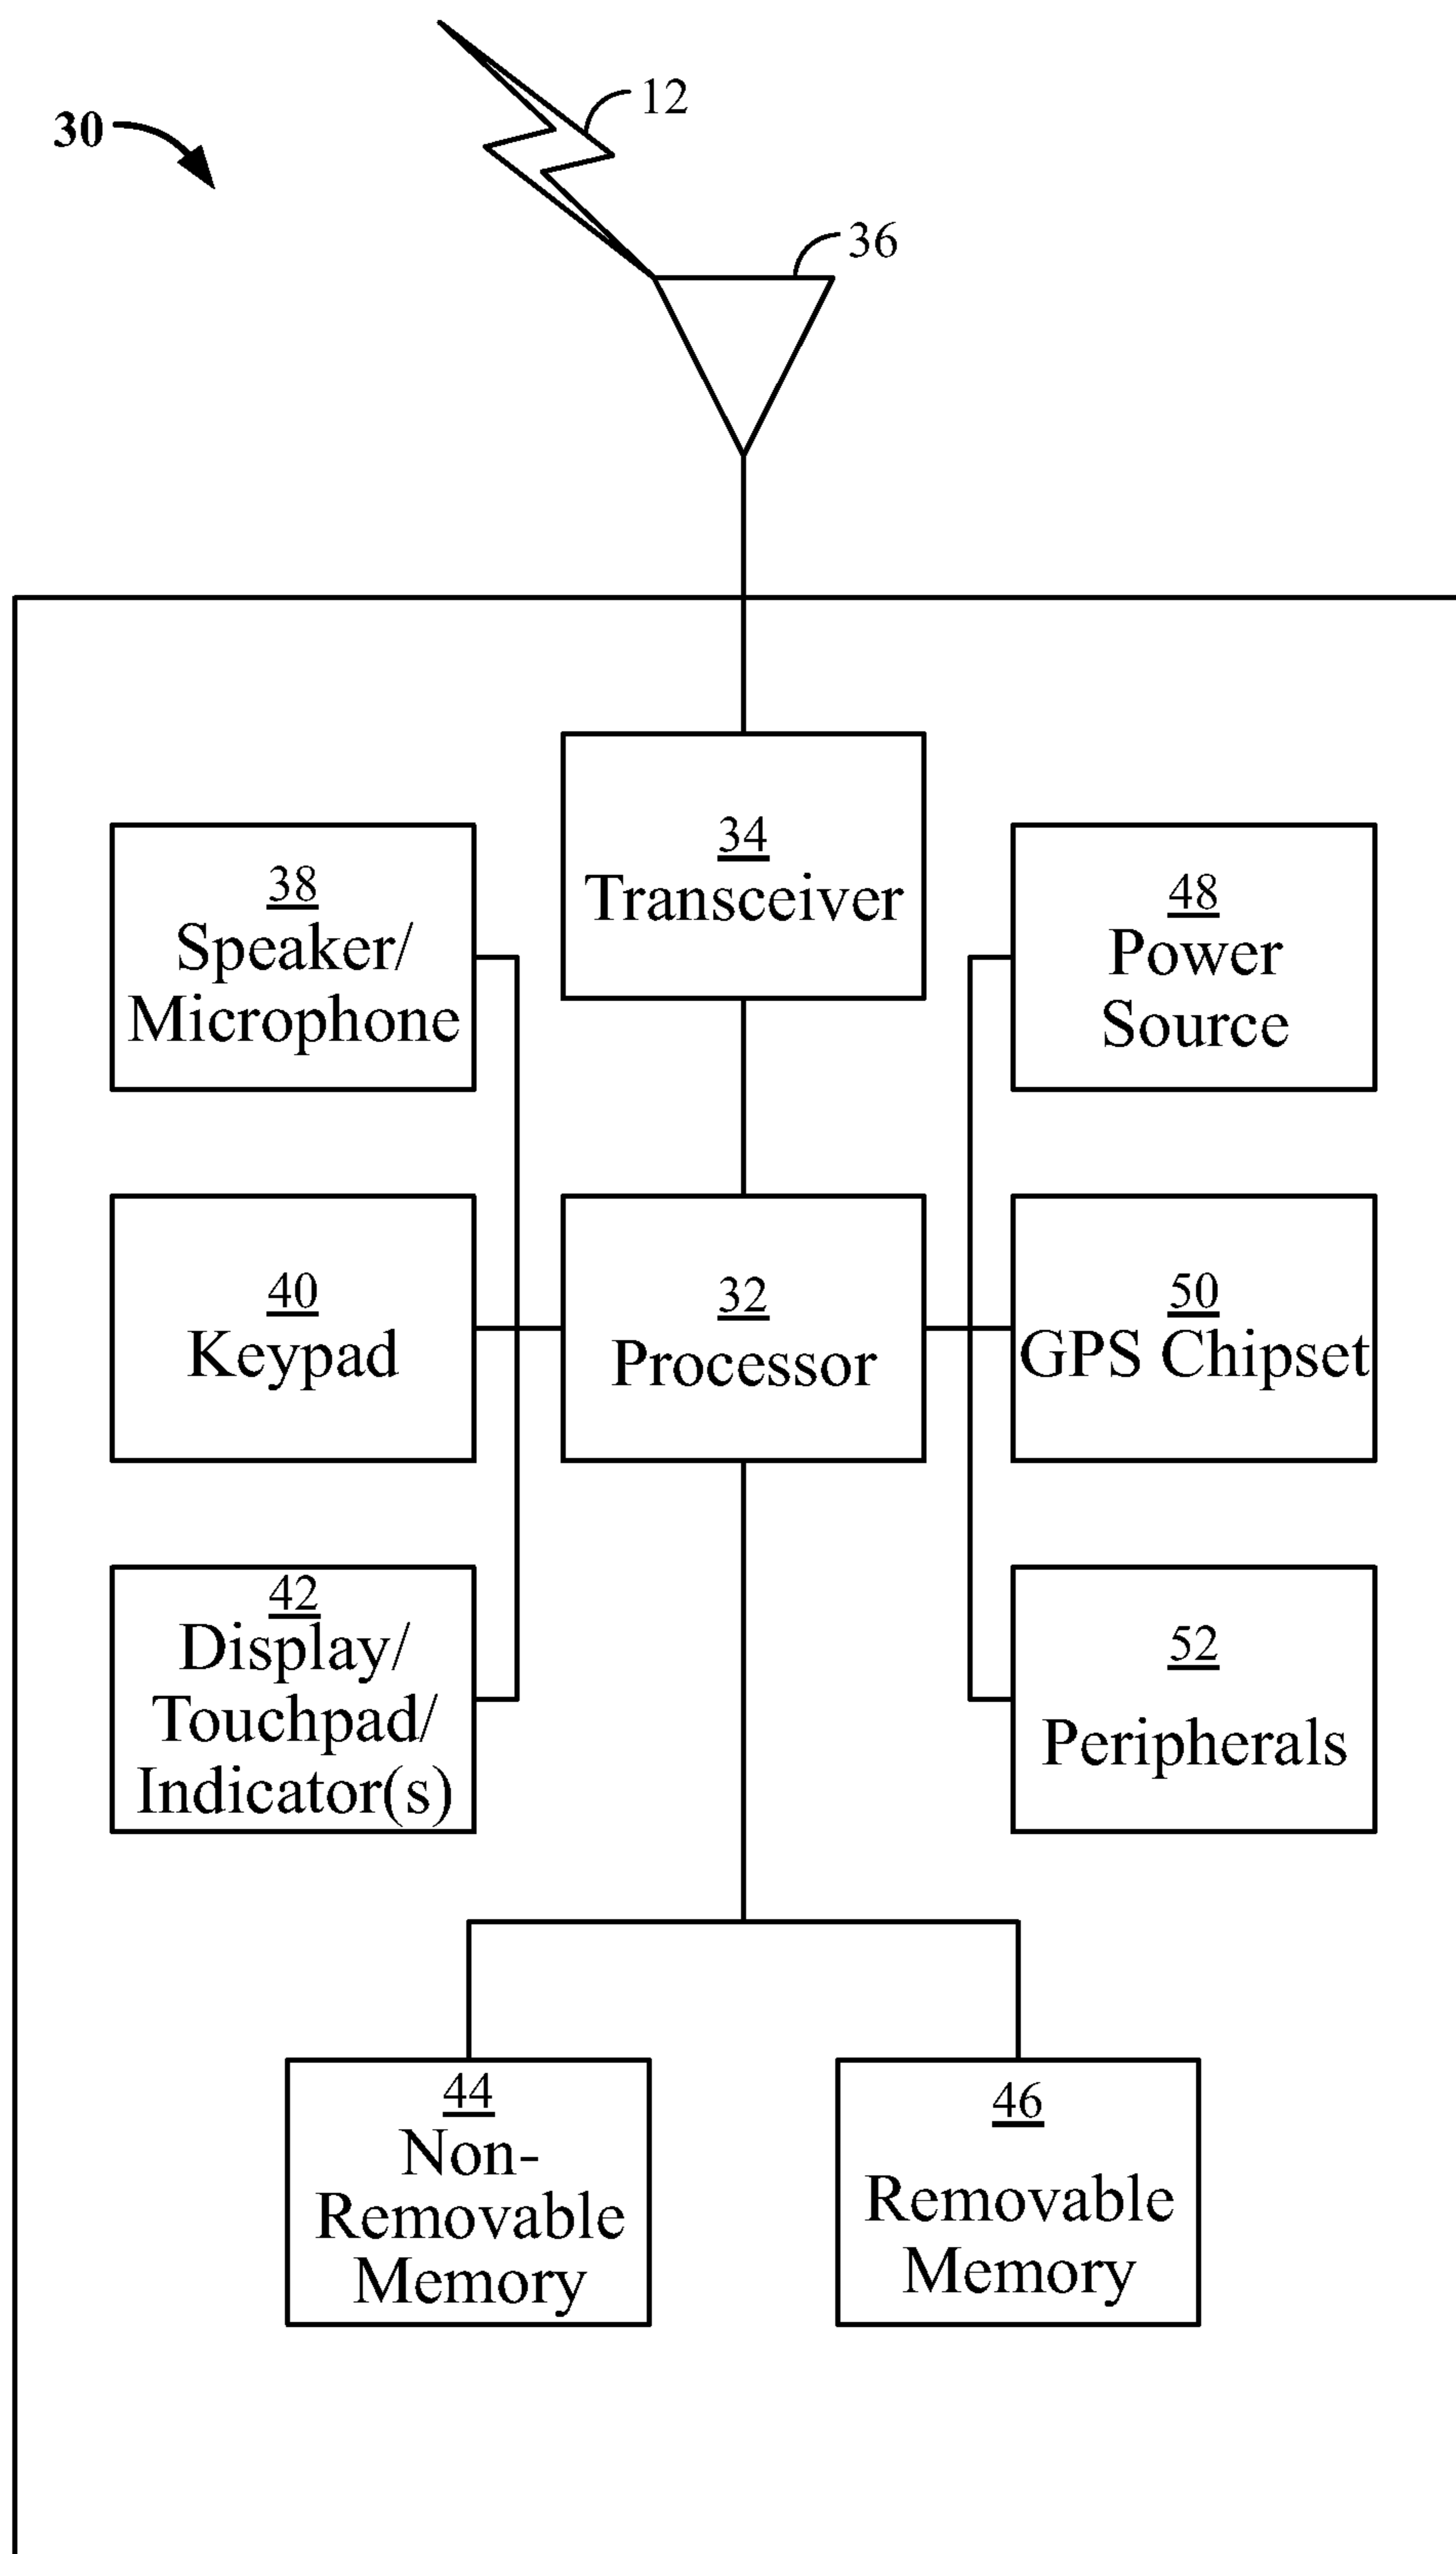 30
12
36
34
Transceiver
38
Speaker/
Microphone
48
Power
Source
40
Keypad
32
Processor
50
GPS Chipset
42
Display/
Touchpad/
Indicator(s)
52
Peripherals
44
Non-
Removable
Memory
46
Removable
Memory